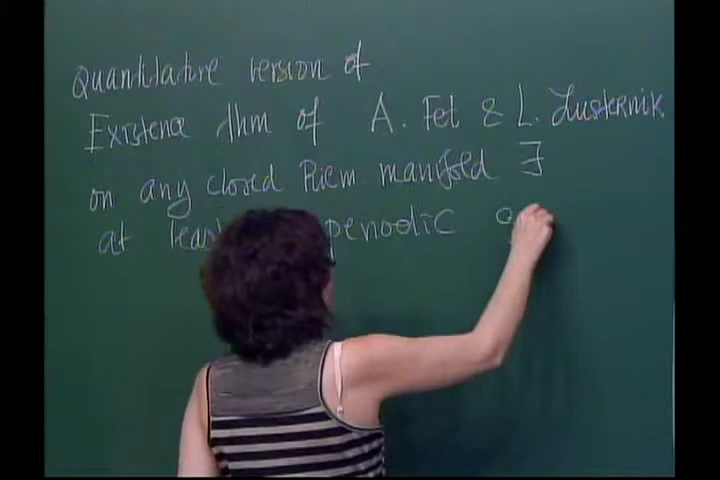 Quantitative version of
Existence thm of A. Fet & L. Lusternik
on any closed Riem. manifold ∃
at least periodic